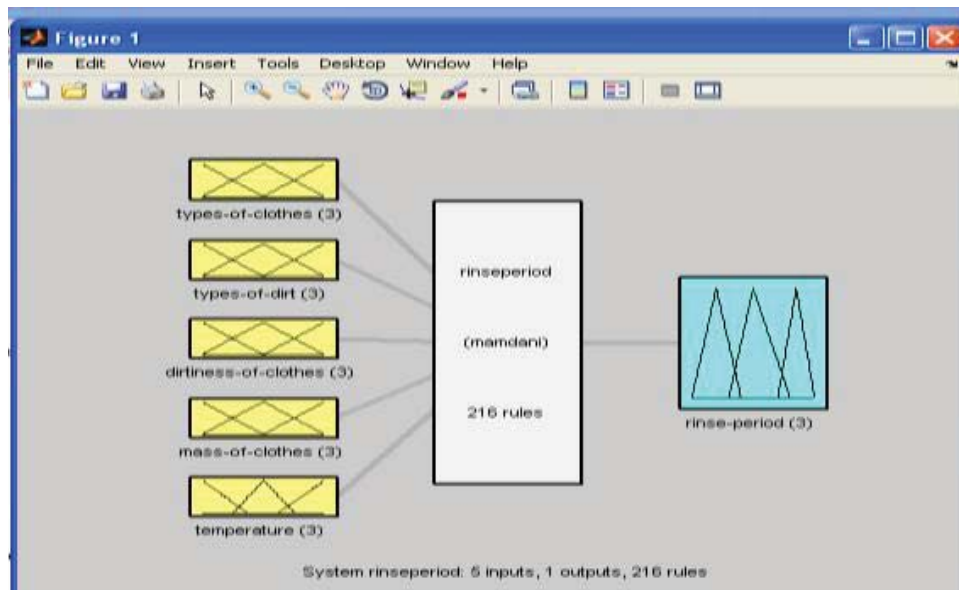 Figure 1
File Edit View Insert Tools Desktop Window Help
types-of-clothes (3)
types-of-dirt (3)
dirtiness-of-clothes (3)
mass-of-clothes (3)
temperature (3)
rinseperiod
(mamdani)
216 rules
rinse-period (3)
System rinseperiod: 5 inputs, 1 outputs, 216 rules